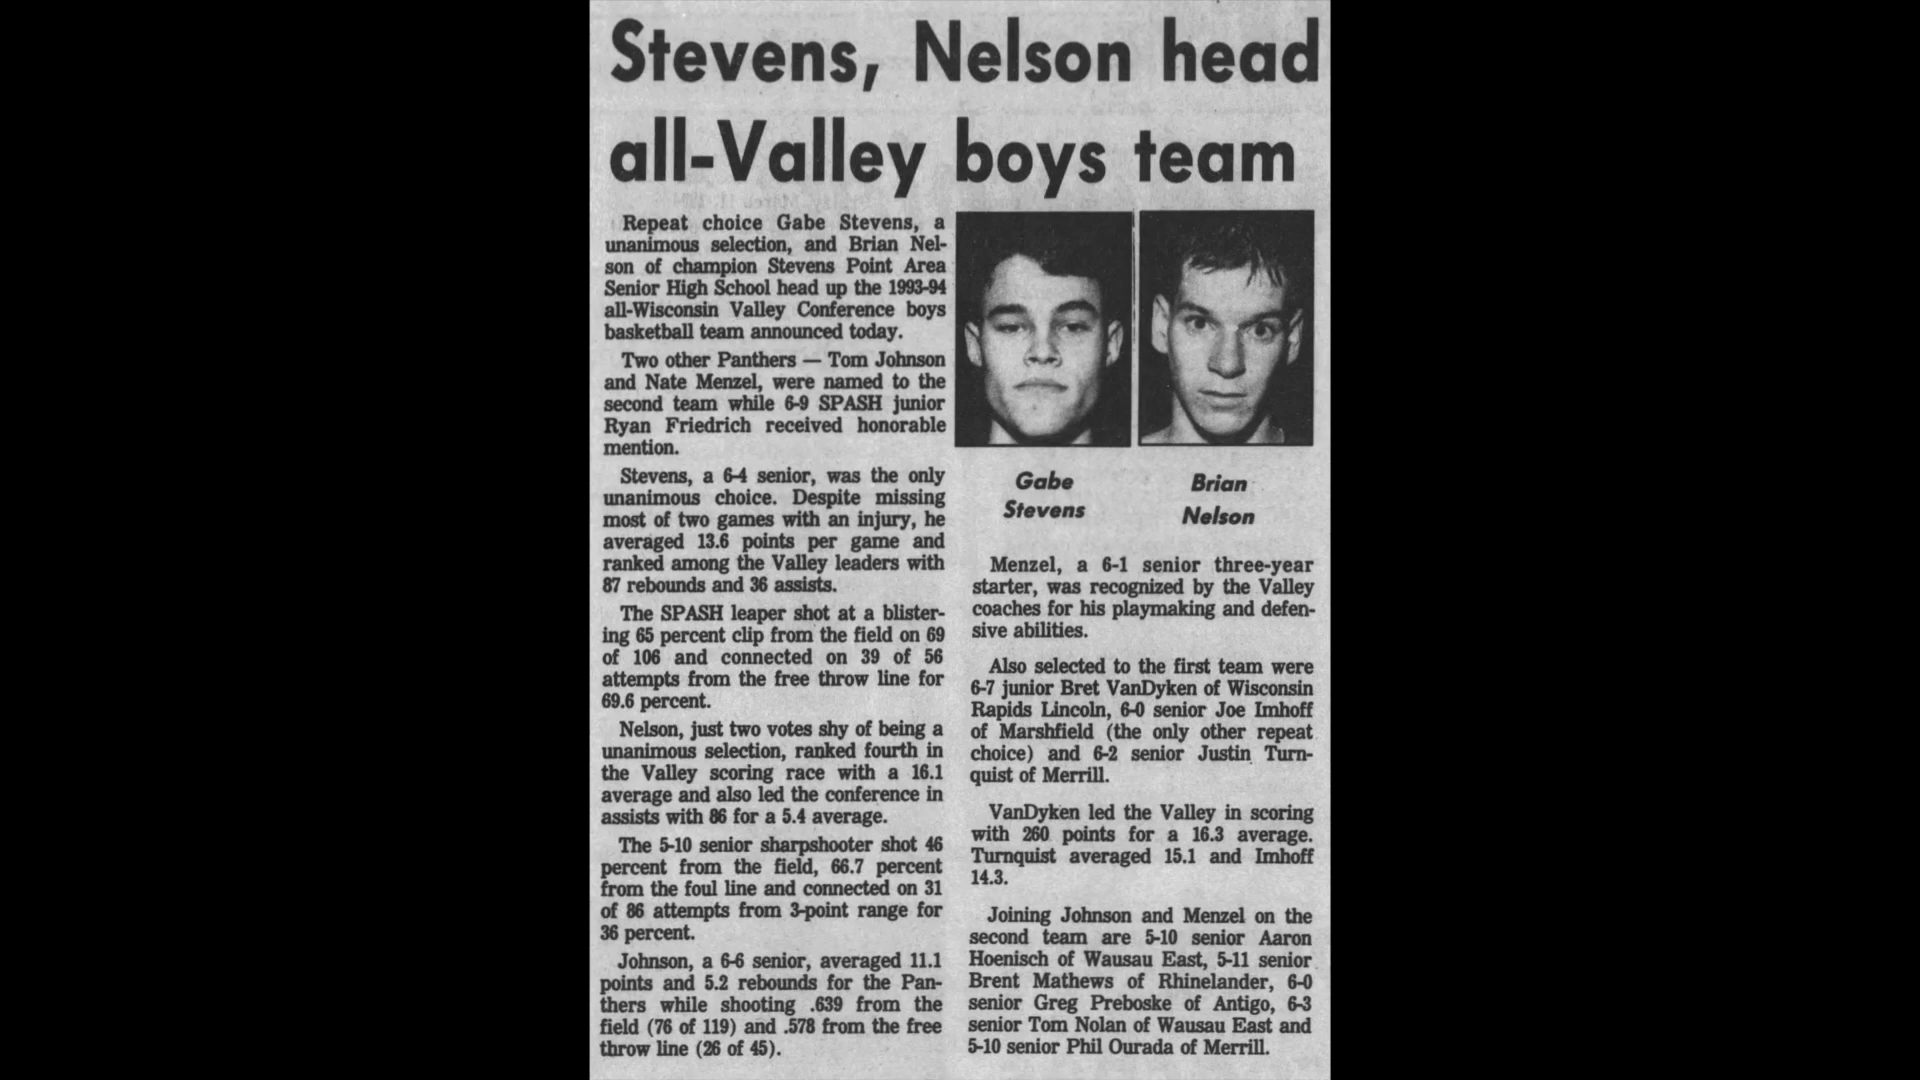 Stevens, Nelson head
all-Valley boys team
Repeat choice Gabe Stevens, a
unanimous selection, and Brian Nel-
son of champion Stevens Point Area
Senior High School head up the 1993-94
all-Wisconsin Valley Conference boys
basketball team announced today.
Two other Panthers — Tom Johnson
and Nate Menzel, were named to the
second team while 6-9 SPASH junior
Ryan Friedrich received honorable
mention.
Stevens, a 6-4 senior, was the only
unanimous choice. Despite missing
most of two games with an injury, he
averaged 13.6 points per game and
ranked among the Valley leaders with
87 rebounds and 36 assists.
The SPASH leaper shot at a blister-
ing 65 percent clip from the field on 69
of 106 and connected on 39 of 56
attempts from the free throw line for
69.6 percent.
Nelson, just two votes shy of being a
unanimous selection, ranked fourth in
the Valley scoring race with a 16.1
average and also led the conference in
assists with 86 for a 5.4 average.
The 5-10 senior sharpshooter shot 46
percent from the field, 66.7 percent
from the foul line and connected on 31
of 86 attempts from 3-point range for
36 percent.
Johnson, a 6-6 senior, averaged 11.1
points and 5.2 rebounds for the Pan-
thers while shooting .639 from the
field (76 of 119) and .578 from the free
throw line (26 of 45).
Gabe
Stevens
Brian
Nelson
Menzel, a 6-1 senior three-year
starter, was recognized by the Valley
coaches for his playmaking and defen-
sive abilities.
Also selected to the first team were
6-7 junior Bret VanDyken of Wisconsin
Rapids Lincoln, 6-0 senior Joe Imhoff
of Marshfield (the only other repeat
choice) and 6-2 senior Justin Turn-
quist of Merrill.
VanDyken led the Valley in scoring
with 260 points for a 16.3 average.
Turnquist averaged 15.1 and Imhoff
14.3.
Joining Johnson and Menzel on the
second team are 5-10 senior Aaron
Hoenisch of Wausau East, 5-11 senior
Brent Mathews of Rhinelander, 6-0
senior Greg Preboske of Antigo, 6-3
senior Tom Nolan of Wausau East and
5-10 senior Phil Ourada of Merrill.